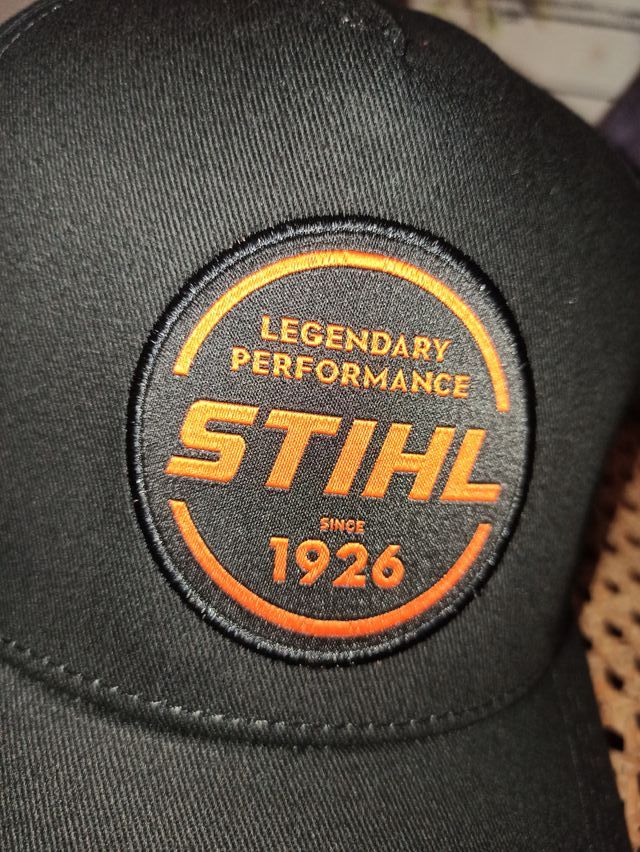 LEGENDARY
PERFORMANCE
STIHL
SINCE
1926